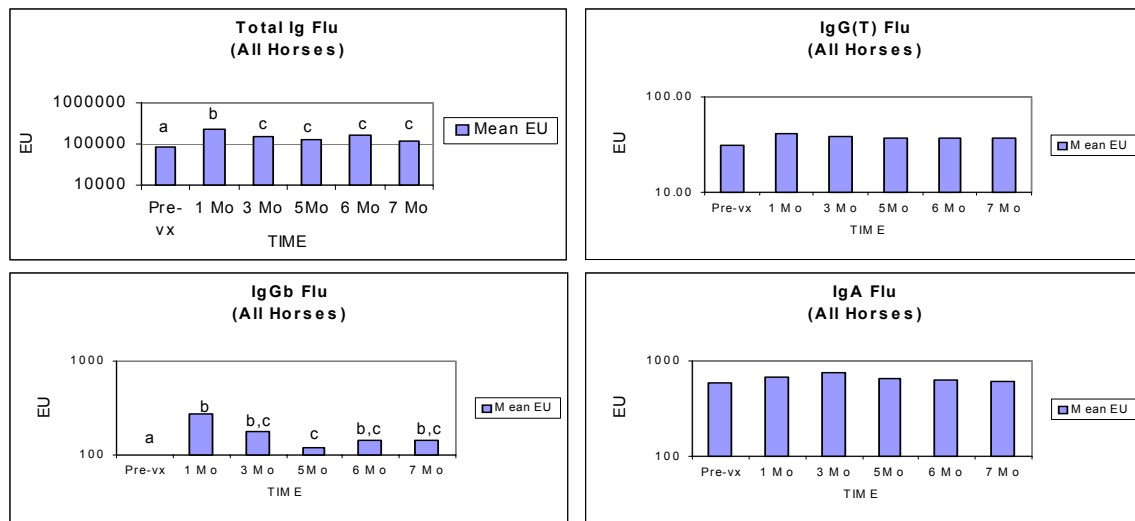 Total Ig Flu
(All Horses)
1000000
100000
10000
EU
a
b
c
c
c
c
Mean EU
Pre-
vx
1 Mo
3 Mo
5Mo
6 Mo
7 Mo
TIME
IgG(T) Flu
(All Horses)
100.00
10.00
EU
Mean EU
Pre-vx
1 Mo
3 Mo
5Mo
6 Mo
7 Mo
TIME
IgGb Flu
(All Horses)
1000
100
EU
a
b
b,c
c
b,c
b,c
Mean EU
Pre-vx
1 Mo
3 Mo
5Mo
6 Mo
7 Mo
TIME
IgA Flu
(All Horses)
1000
100
EU
Mean EU
Pre-vx
1 Mo
3 Mo
5Mo
6 Mo
7 Mo
TIME